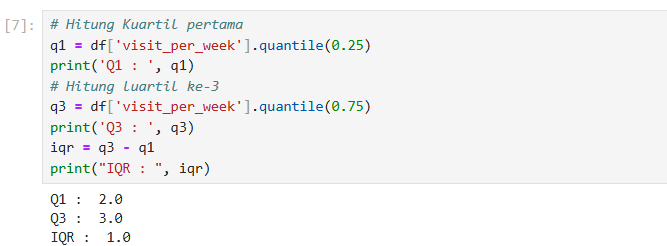 [7]: # Hitung Kuartil pertama
q1 = df['visit_per_week'].quantile(0.25)
print('Q1 : ', q1)
# Hitung luartil ke-3
q3 = df['visit_per_week'].quantile(0.75)
print('Q3 : ', q3)
iqr = q3 - q1
print("IQR : ", iqr)
Q1 :  2.0
Q3 :  3.0
IQR :  1.0